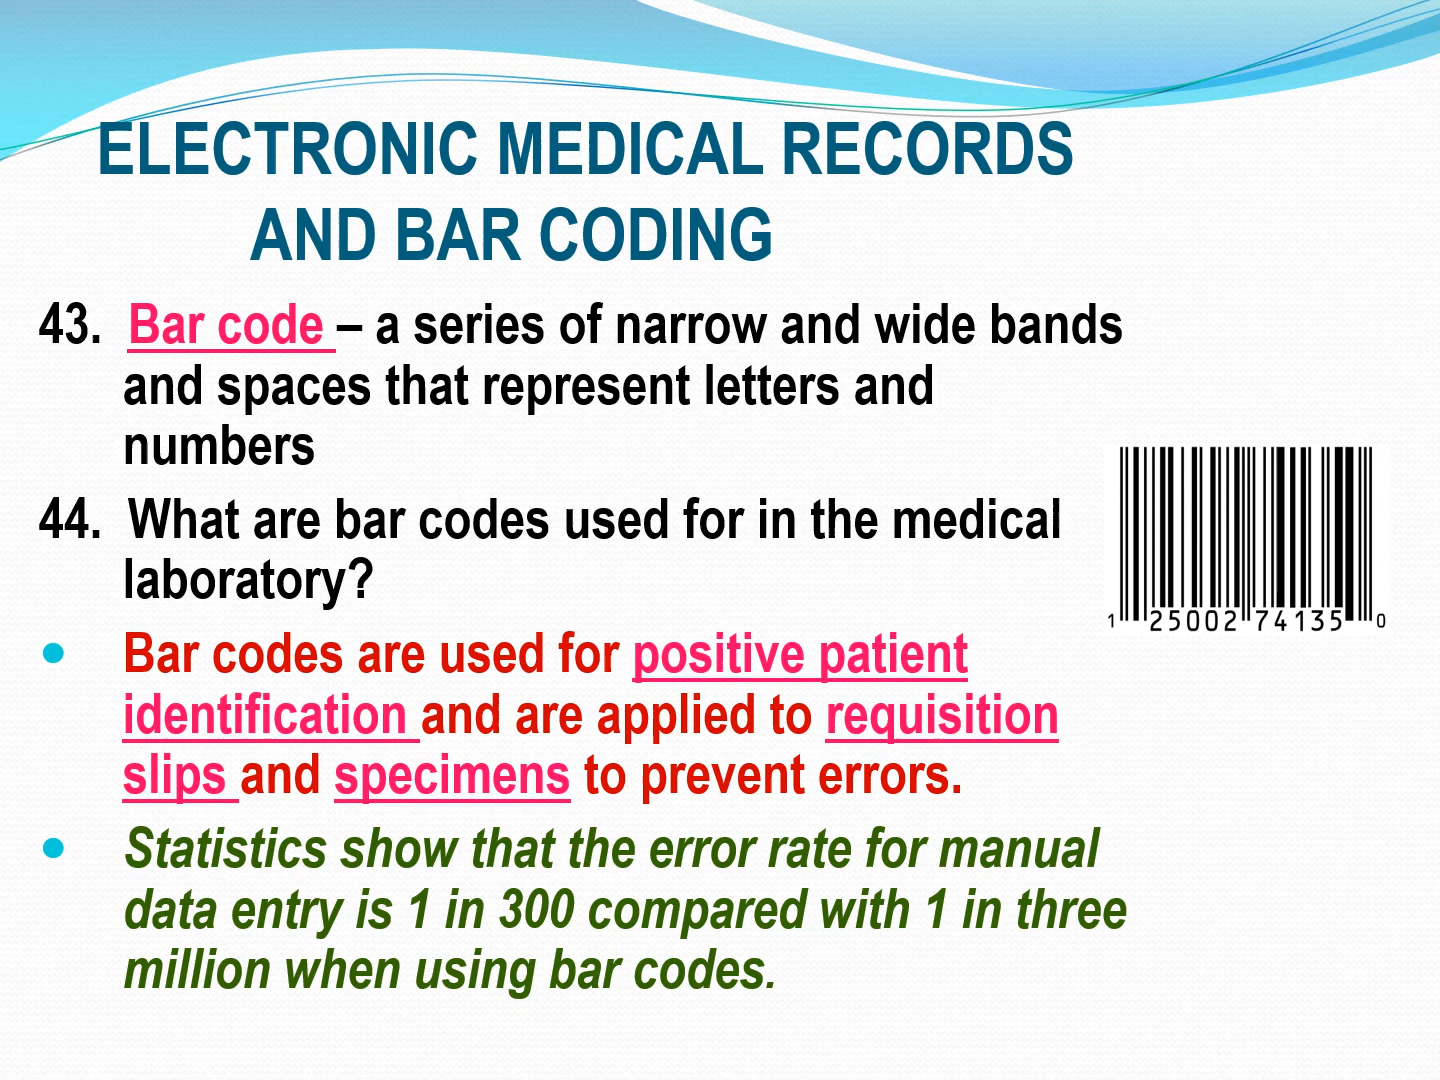 ELECTRONIC MEDICAL RECORDS
AND BAR CODING
43. Bar code – a series of narrow and wide bands
and spaces that represent letters and
numbers
44. What are bar codes used for in the medical
laboratory?
• Bar codes are used for positive patient
identification and are applied to requisition
slips and specimens to prevent errors.
• Statistics show that the error rate for manual
data entry is 1 in 300 compared with 1 in three
million when using bar codes.
1 25002 74135 0